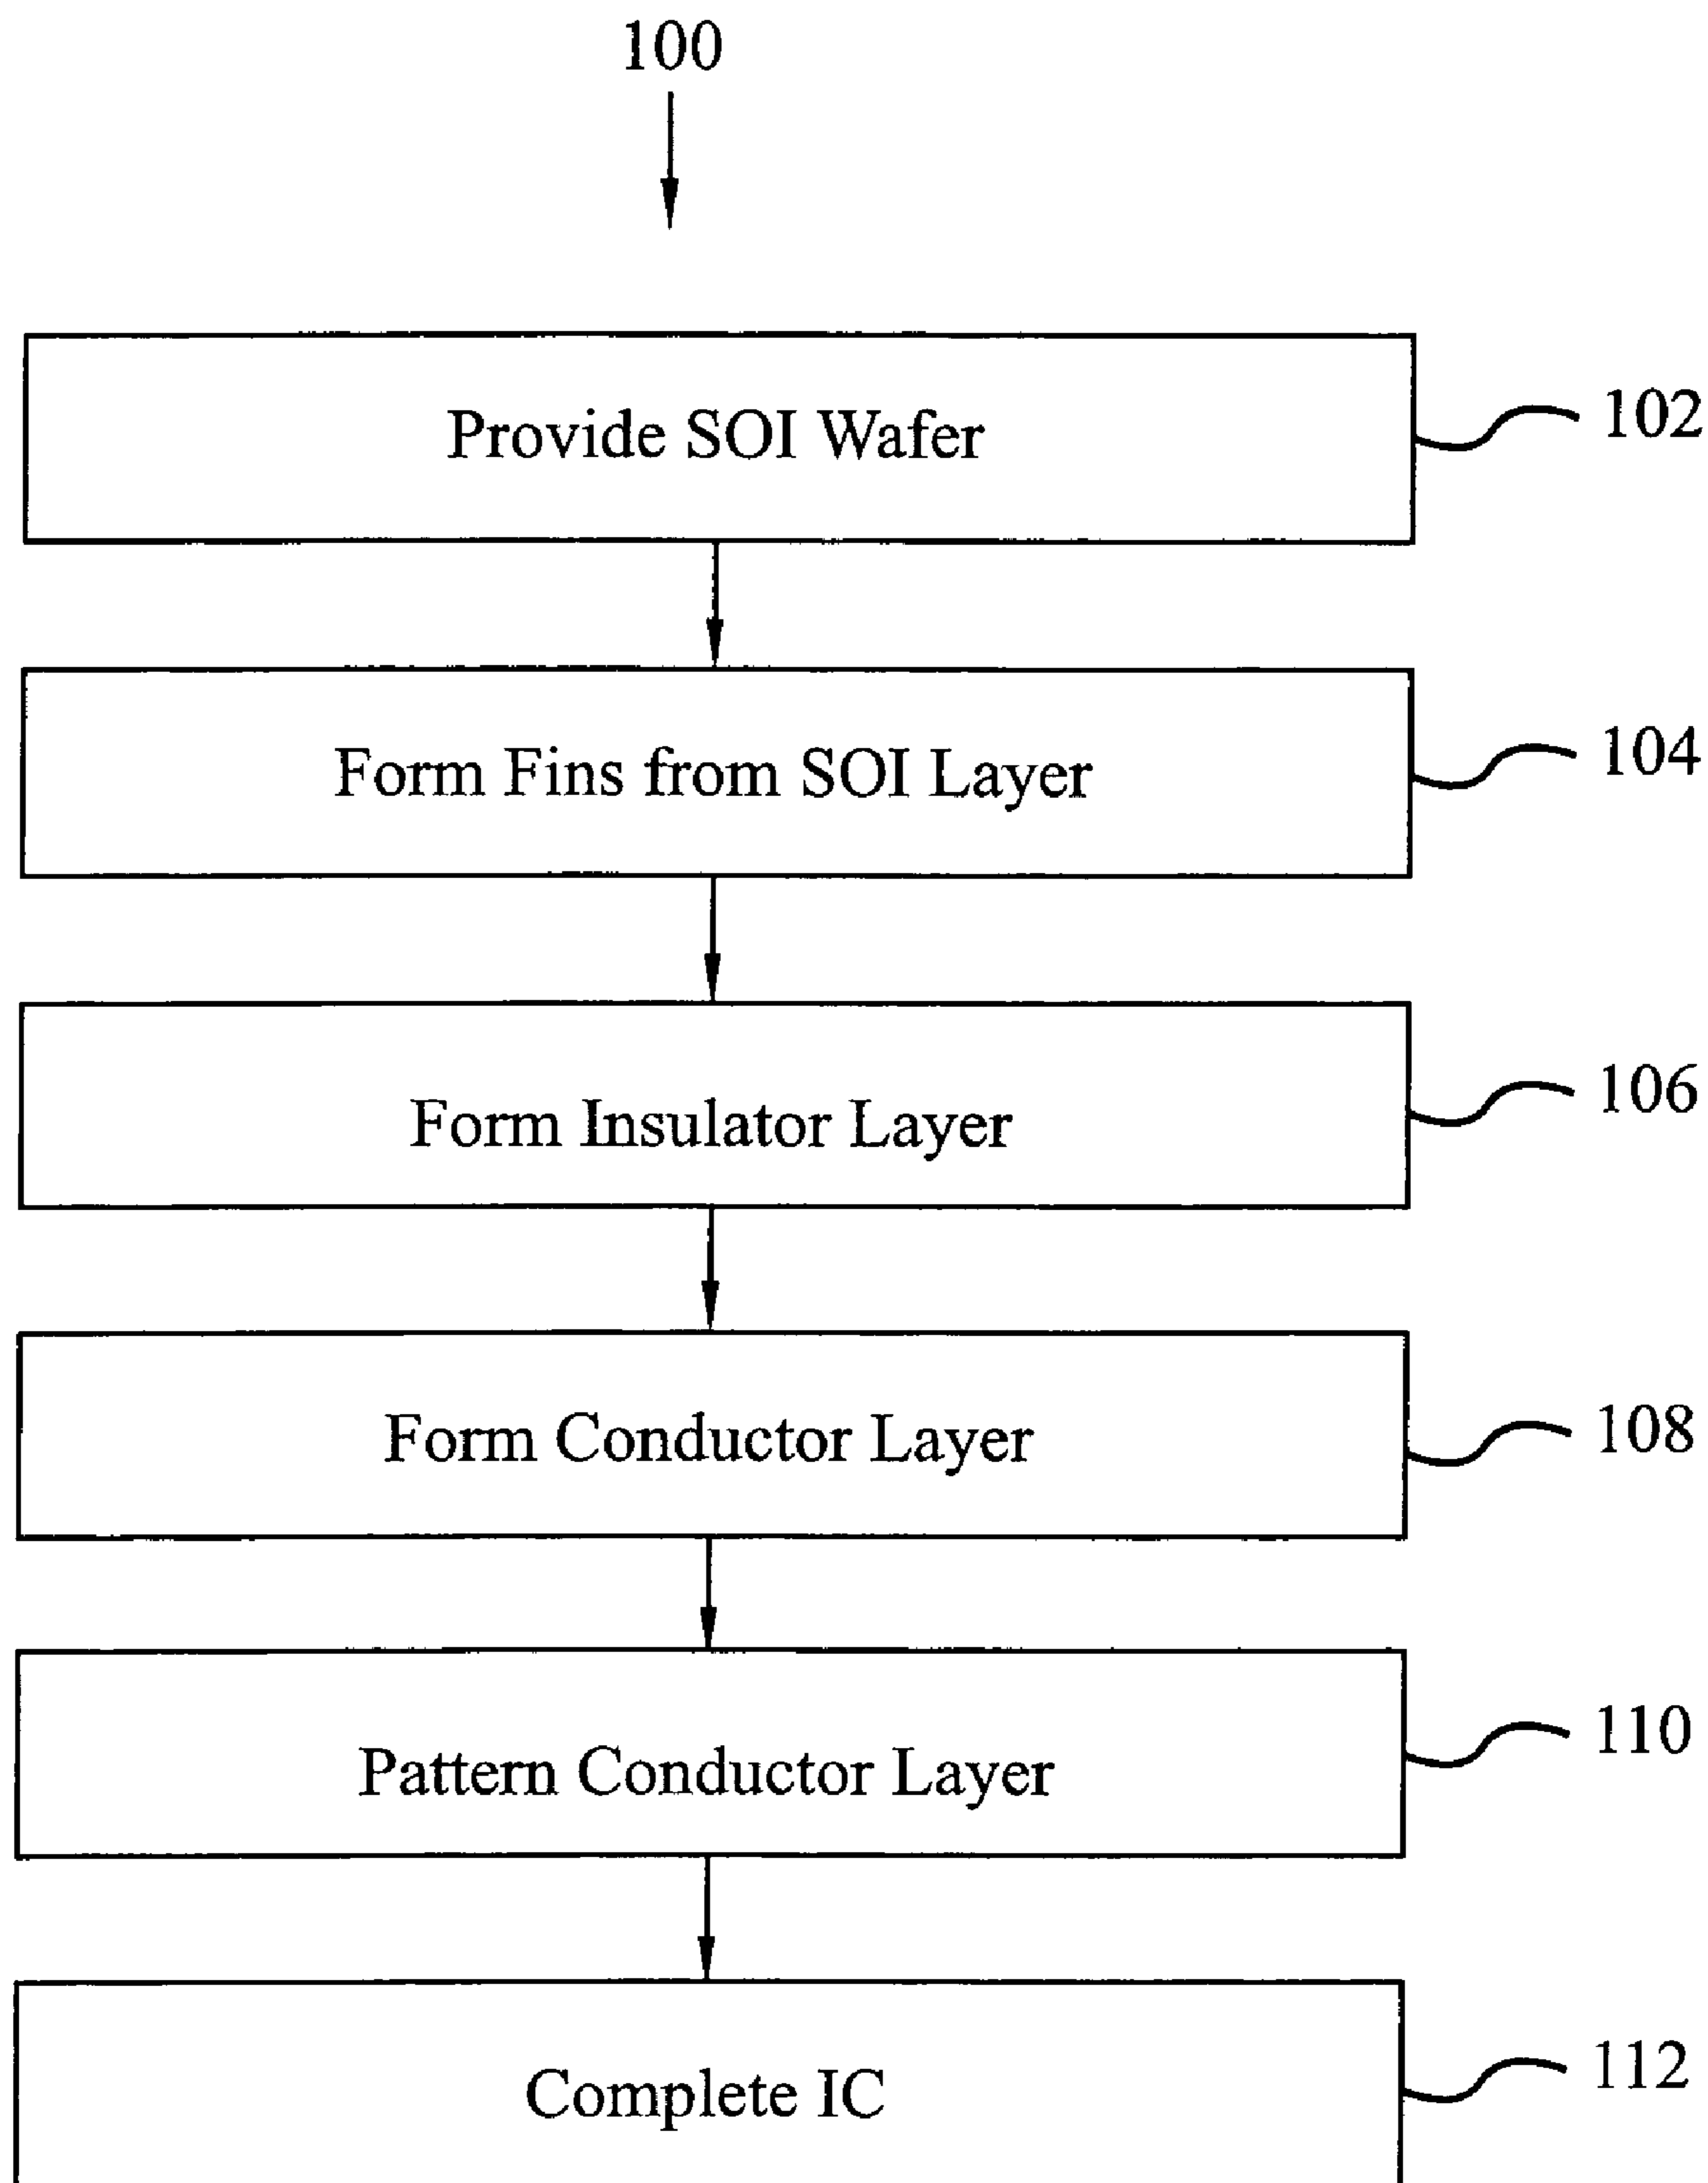 100
Provide SOI Wafer
102
Form Fins from SOI Layer
104
Form Insulator Layer
106
Form Conductor Layer
108
Pattern Conductor Layer
110
Complete IC
112